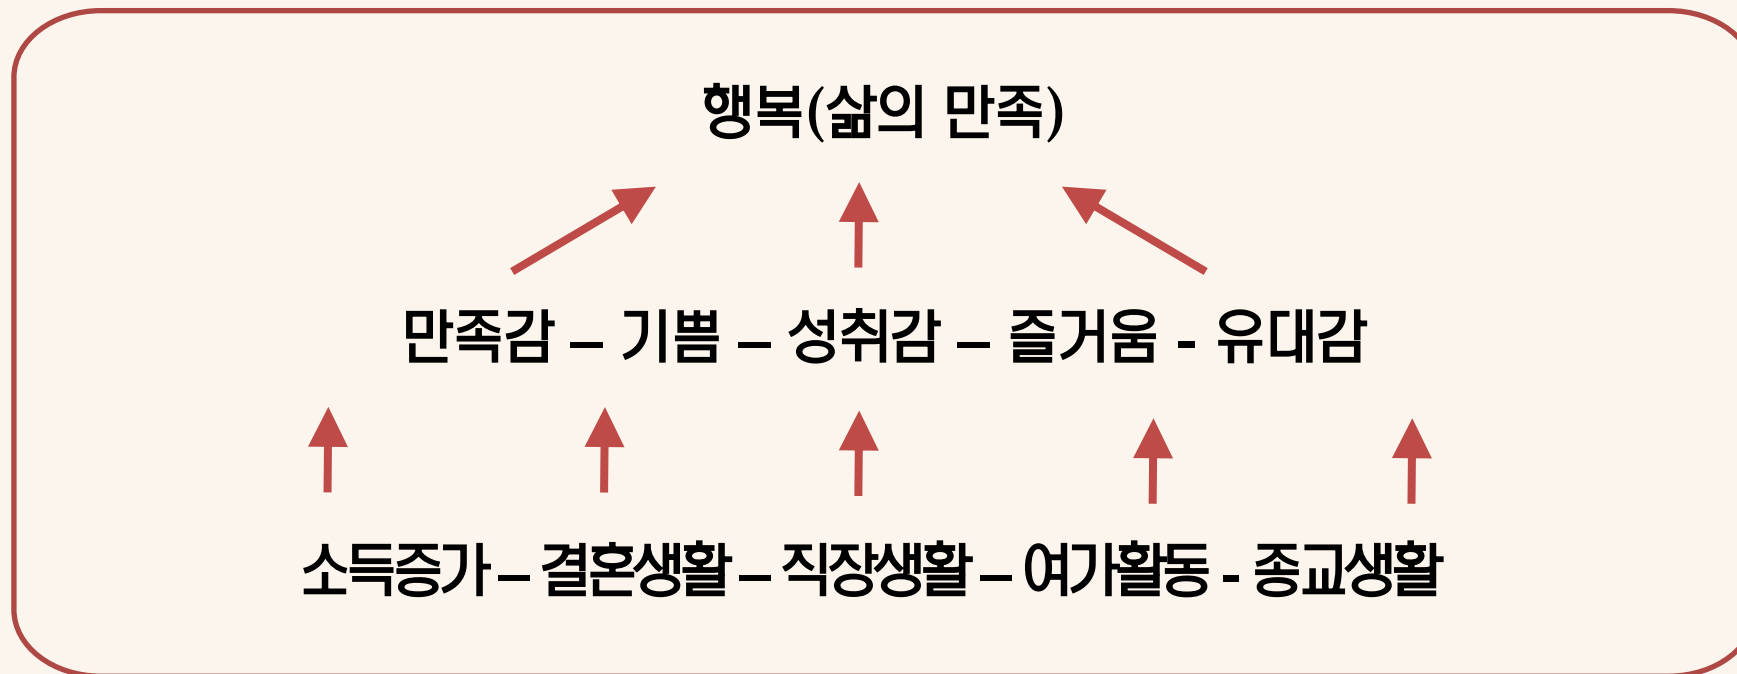 행복(삶의 만족)
만족감 – 기쁨 – 성취감 – 즐거움 - 유대감
소득증가 – 결혼생활 – 직장생활 – 여가활동 - 종교생활